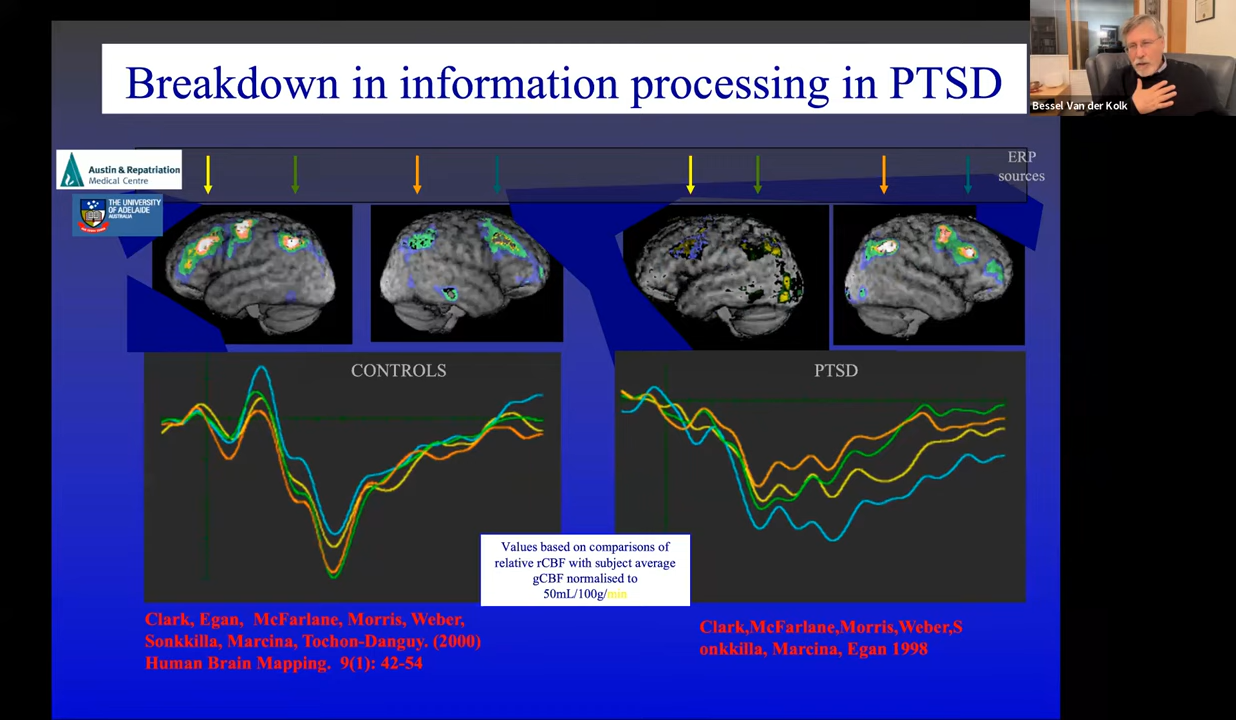 Breakdown in information processing in PTSD
Bessel Van der Kolk
ERP
sources
Austin & Repatriation
Medical Centre
THE UNIVERSITY
OF ADELAIDE
AUSTRALIA
CONTROLS
PTSD
Values based on comparisons of
relative rCBF with subject average
gCBF normalised to
50mL/100g/min
Clark, Egan, McFarlane, Morris, Weber,
Sonkkilla, Marcina, Tochon-Danguy. (2000)
Human Brain Mapping. 9(1): 42-54
Clark,McFarlane,Morris,Weber,S
onkkilla, Marcina, Egan 1998